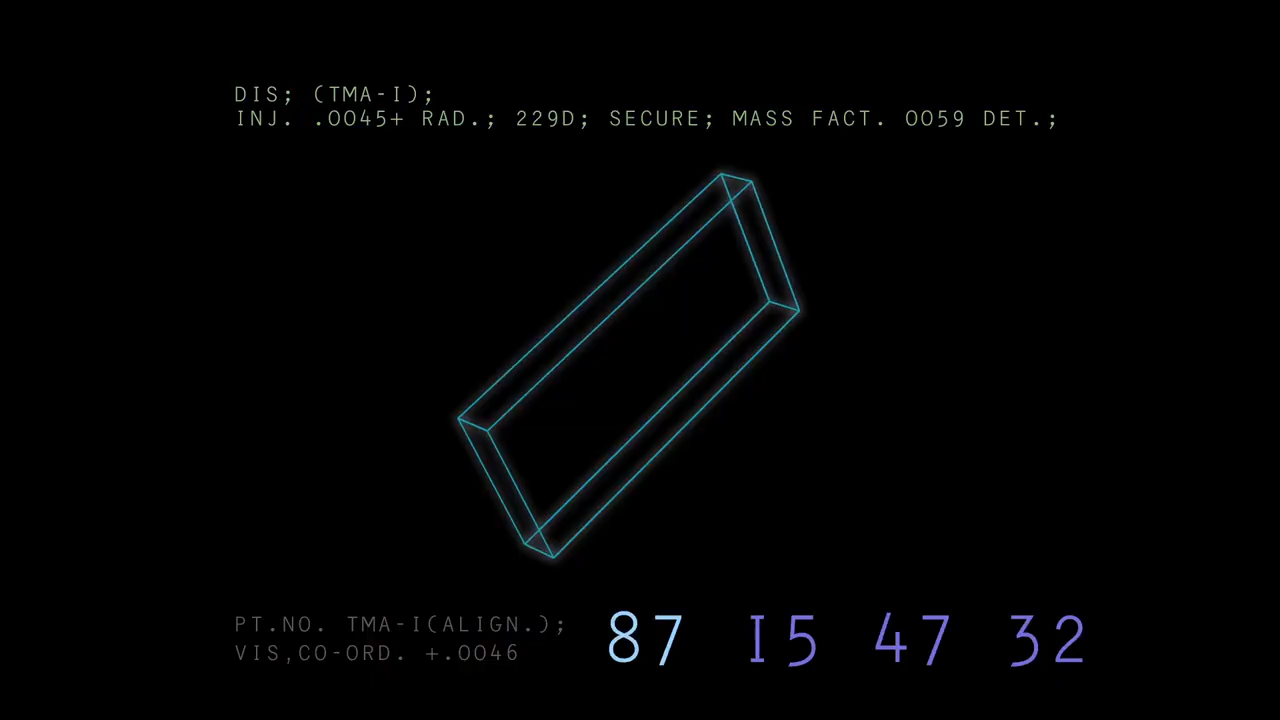 DIS; (TMA-I);
INJ. .0045+ RAD.; 229D; SECURE; MASS FACT. 0059 DET.;
PT.NO. TMA-I(ALIGN.);
VIS,CO-ORD. +.0046
87 I5 47 32